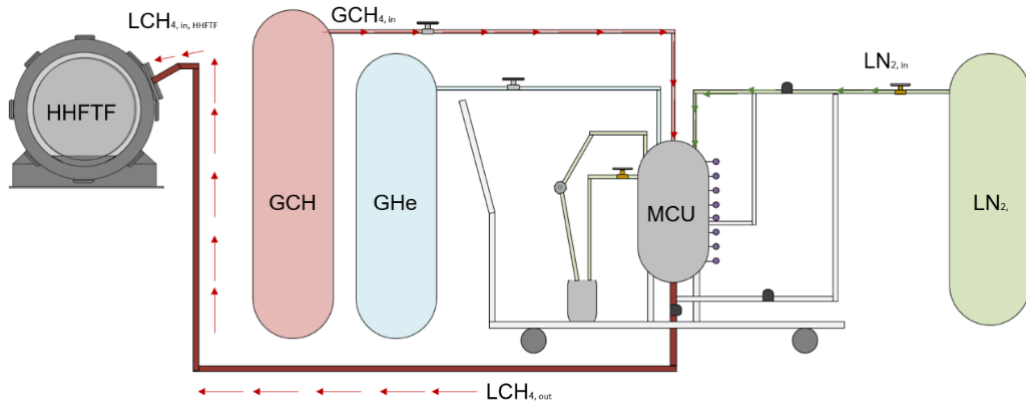 LCH4, in, HHFTF
GCH4, in
LN2, in
HHFTF
GCH
GHe
MCU
LN2,
LCH4, out